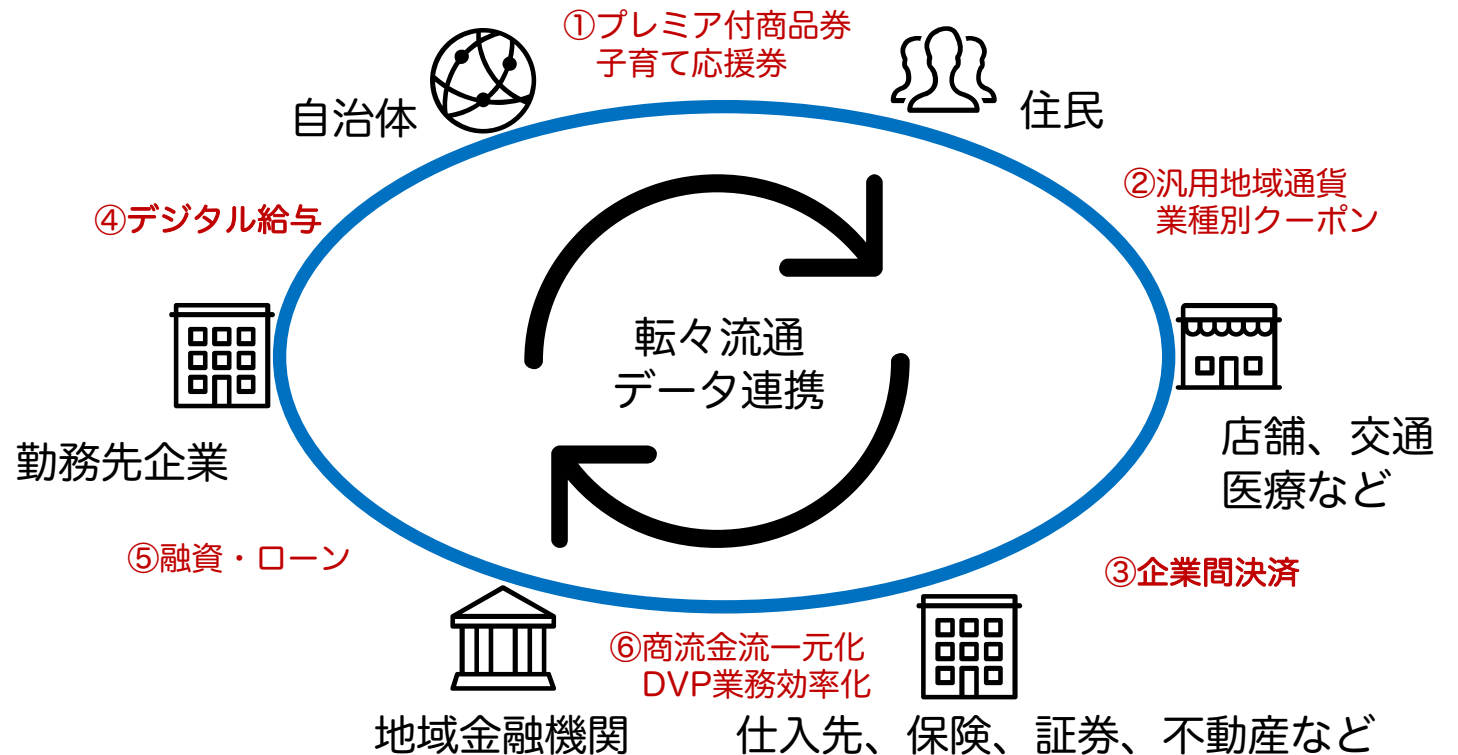 ①プレミア付商品券
子育て応援券
自治体
住民
②汎用地域通貨
業種別クーポン
④デジタル給与
転々流通
データ連携
勤務先企業
店舗、交通
医療など
⑤融資・ローン
③企業間決済
⑥商流金流一元化
DVP業務効率化
地域金融機関
仕入先、保険、証券、不動産など